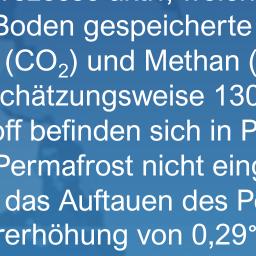 Boden gespeicherte
(CO₂) und Methan (
chätzungsweise 130
off befinden sich in P
Permafrost nicht eing
das Auftauen des Pe
rerhöhung von 0,29°